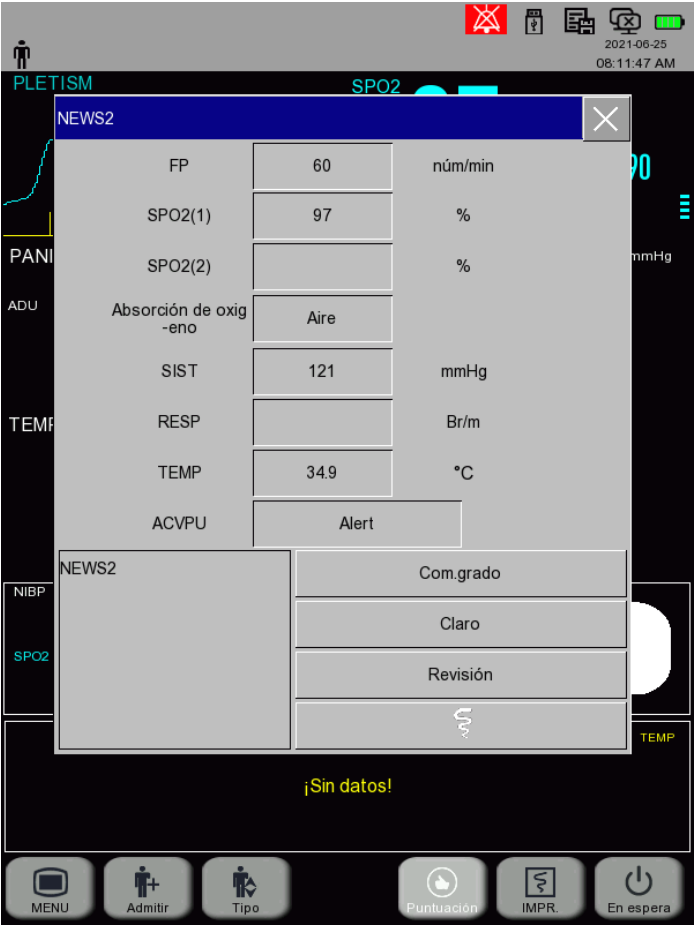 2021-06-25
08:11:47 AM
PLETISM
SPO2
NEWS2
FP 60 núm/min
SPO2(1) 97 %
SPO2(2) %
Absorción de oxig
-eno
Aire
SIST 121 mmHg
RESP Br/m
TEMP 34.9 °C
ACVPU Alert
NEWS2
Com.grado
Claro
Revisión
PANI
mmHg
ADU
NIBP
SPO2
TEMP
¡Sin datos!
MENU
Admitir
Tipo
Puntuación
IMPR.
En espera